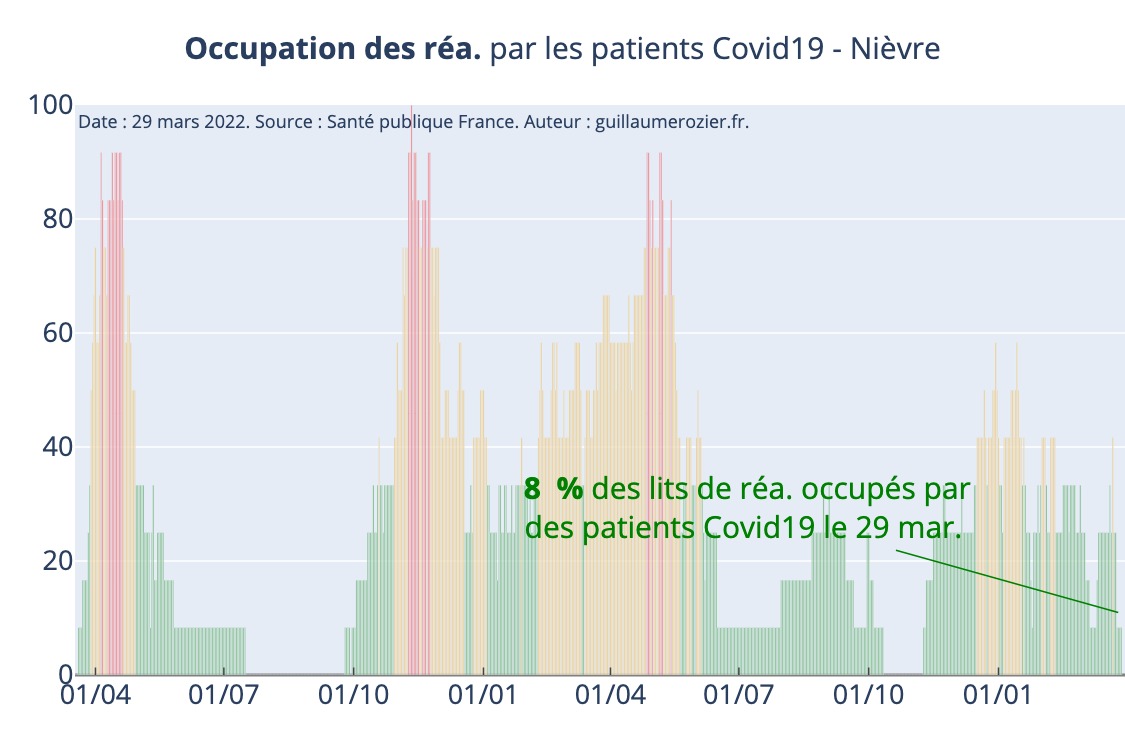 Occupation des réa. par les patients Covid19 - Nièvre
100
Date : 29 mars 2022. Source : Santé publique France. Auteur : guillaumerozier.fr.
80
60
40
8 % des lits de réa. occupés par
des patients Covid19 le 29 mar.
20
0
01/04 01/07 01/10 01/01 01/04 01/07 01/10 01/01